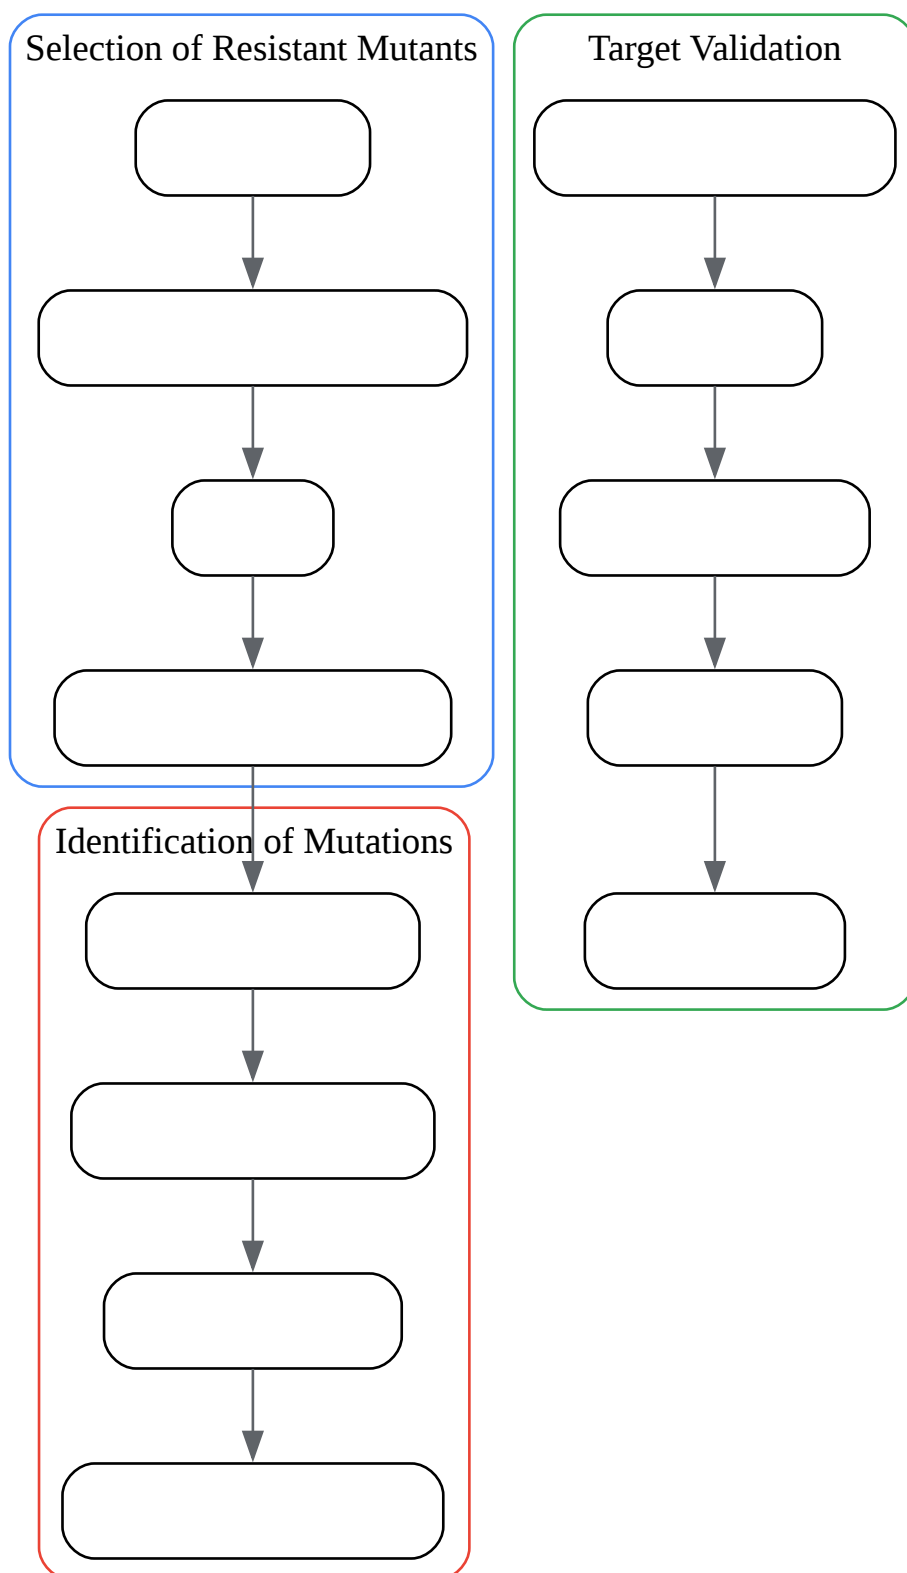 Selection of Resistant Mutants
Target Validation
Identification of Mutations